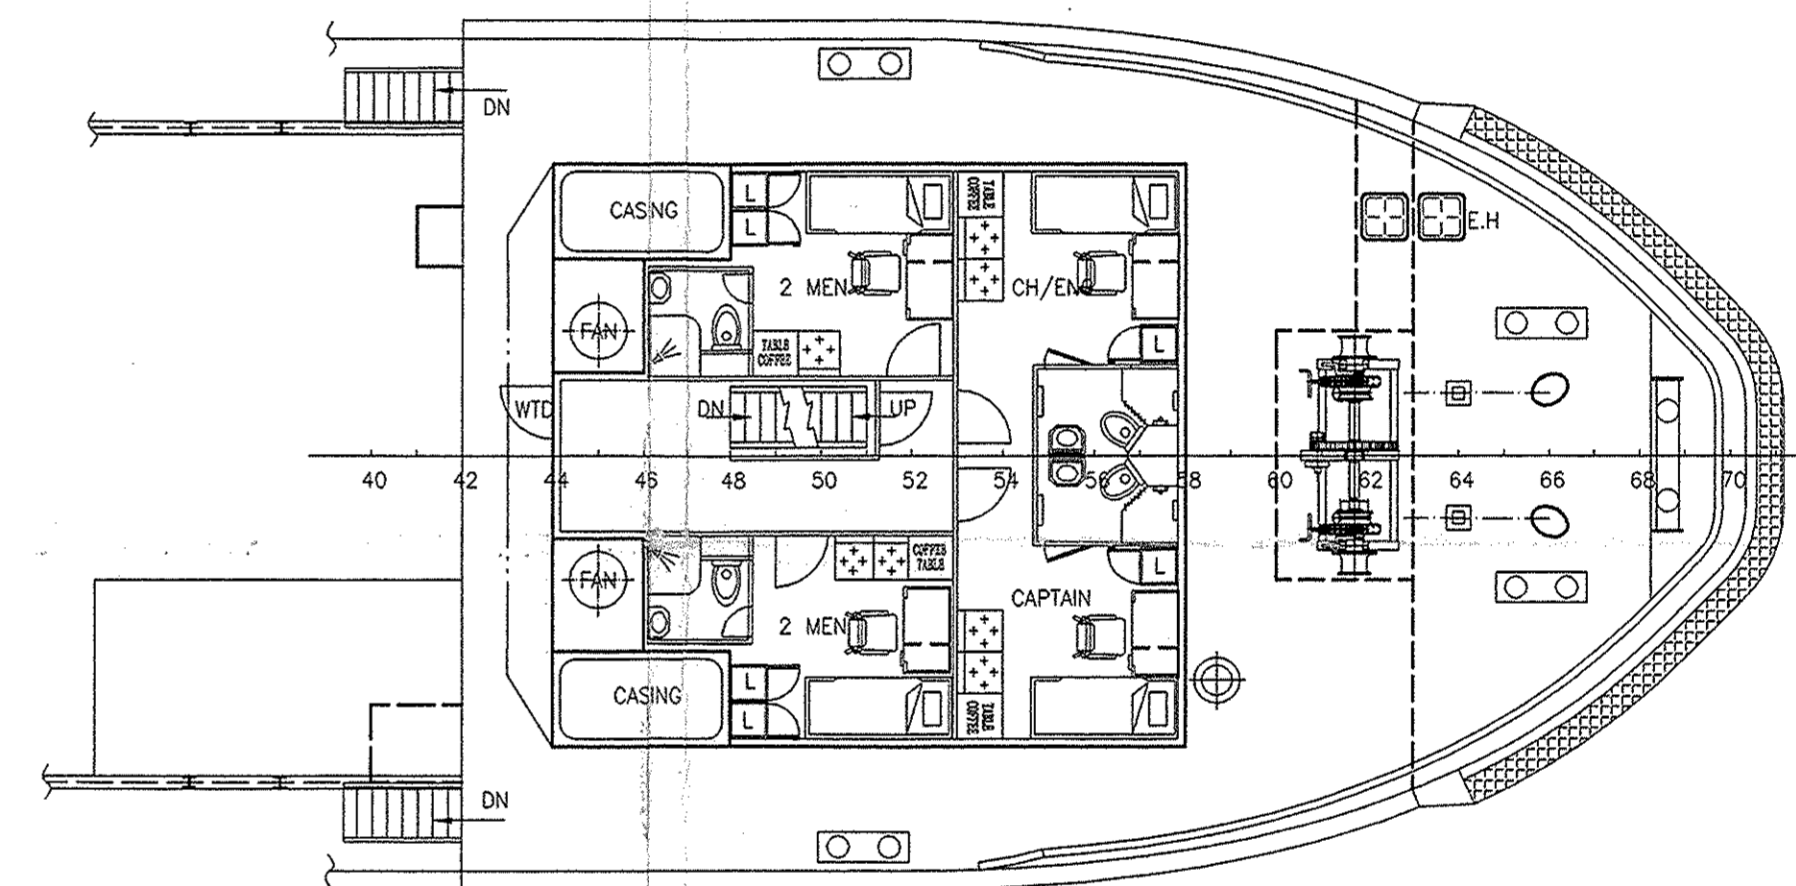 DN
CASING
L
L
TABLE
COFFEE
E.H
2 MEN
CH/ENG
FAN
TABLE
COFFEE
L
WTD
DN
UP
40
42
44
46
48
50
52
54
56
58
60
62
64
66
68
70
FAN
COFFEE
TABLE
L
CAPTAIN
2 MEN
CASING
L
L
TABLE
COFFEE
DN